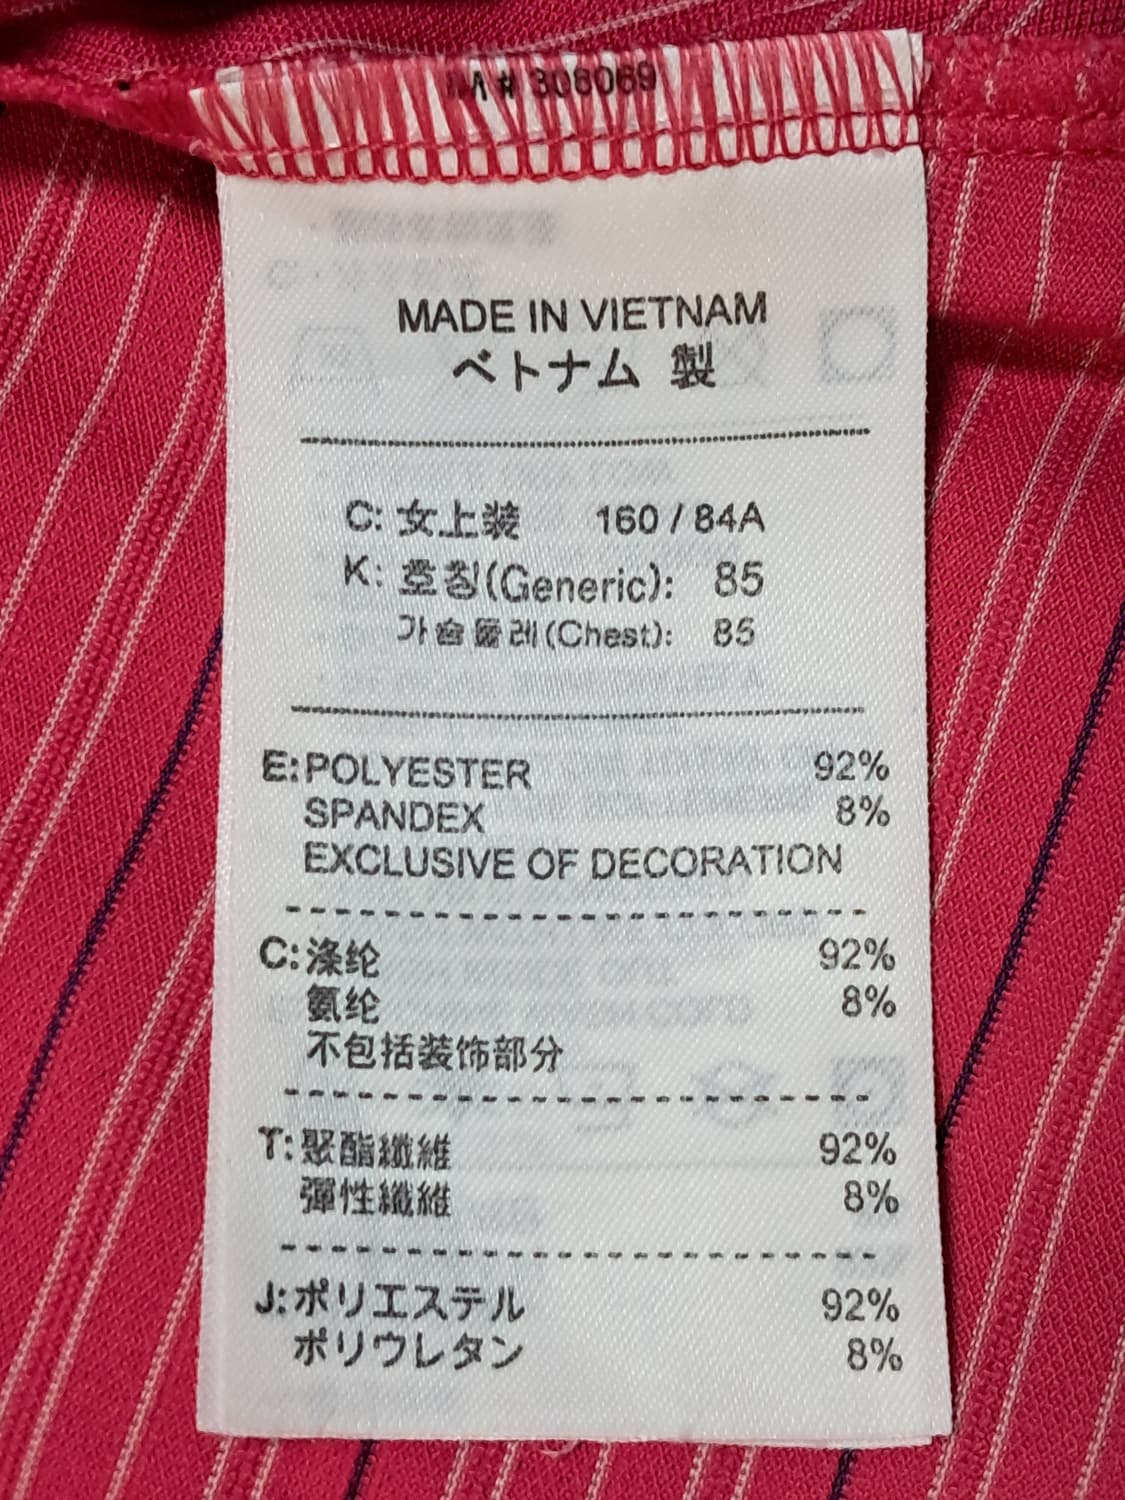 # 308069
MADE IN VIETNAM
ベトナム 製
C: 女上装 160 / 84A
K: 호칭(Generic): 85
가슴둘레(Chest): 85
E: POLYESTER 92%
SPANDEX 8%
EXCLUSIVE OF DECORATION
C: 涤纶 92%
氨纶 8%
不包括装饰部分
T: 聚酯纖維 92%
彈性纖維 8%
J: ポリエステル 92%
ポリウレタン 8%